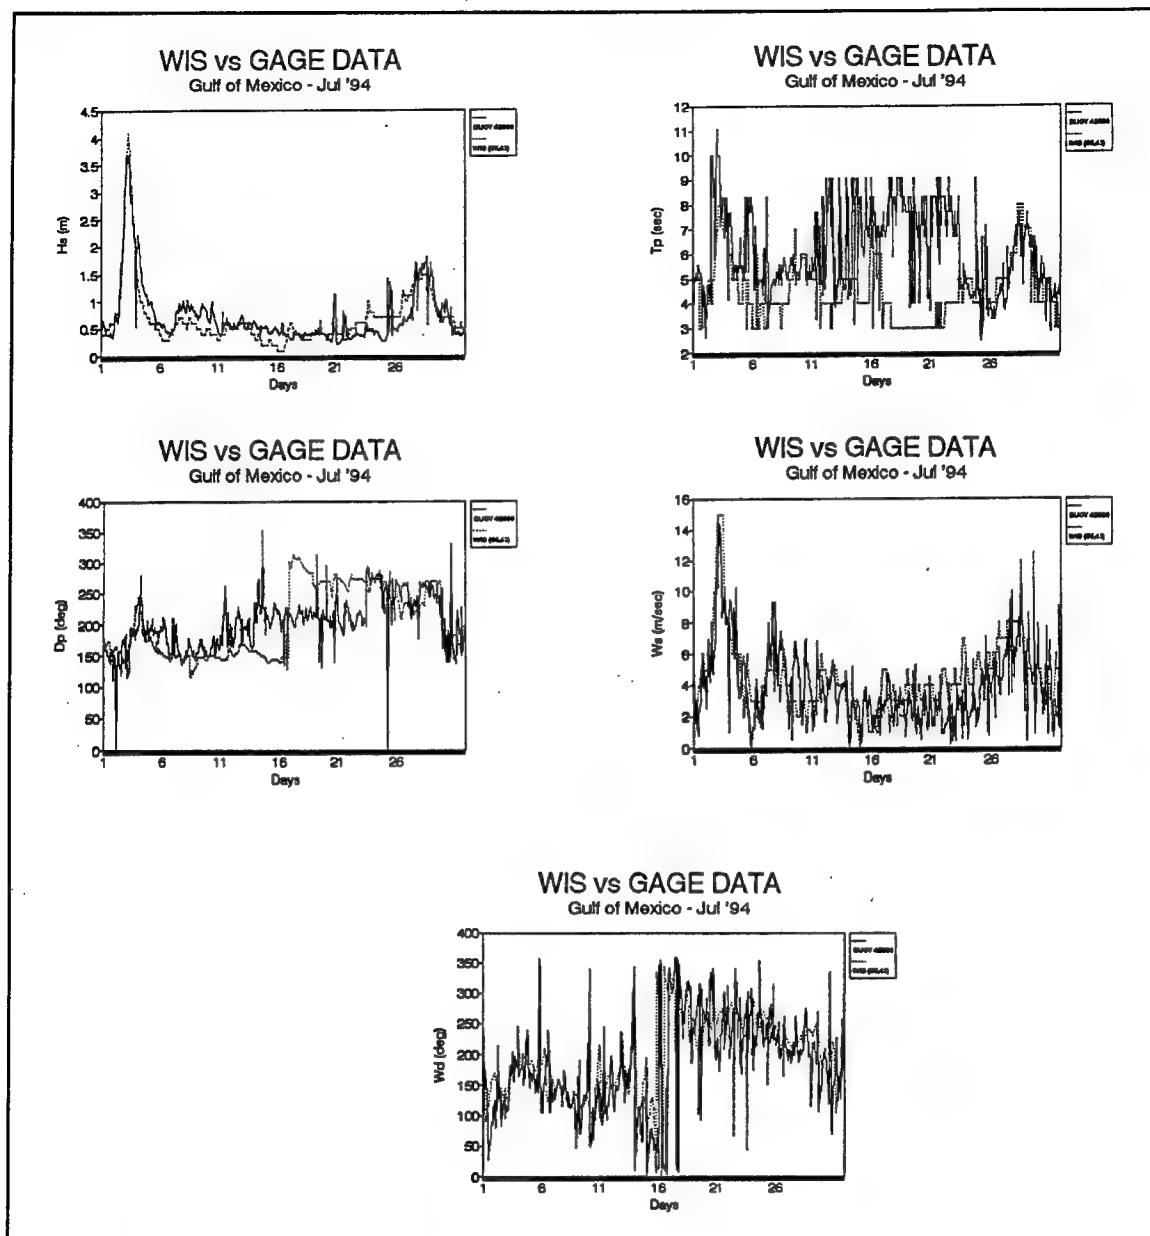 WIS vs GAGE DATA
Gulf of Mexico - Jul '94
4.5
4
3.5
3
2.5
2
1.5
1
0.5
0
Hs (m)
1 6 11 16 21 26
Days
WIS vs GAGE DATA
Gulf of Mexico - Jul '94
12
11
10
9
8
7
6
5
4
3
2
Tp (sec)
1 6 11 16 21 26
Days
WIS vs GAGE DATA
Gulf of Mexico - Jul '94
400
350
300
250
200
150
100
50
0
Dp (deg)
1 6 11 16 21 26
Days
WIS vs GAGE DATA
Gulf of Mexico - Jul '94
16
14
12
10
8
6
4
2
0
Ws (m/sec)
1 6 11 16 21 26
Days
WIS vs GAGE DATA
Gulf of Mexico - Jul '94
400
350
300
250
200
150
100
50
0
Wd (deg)
1 6 11 16 21 26
Days